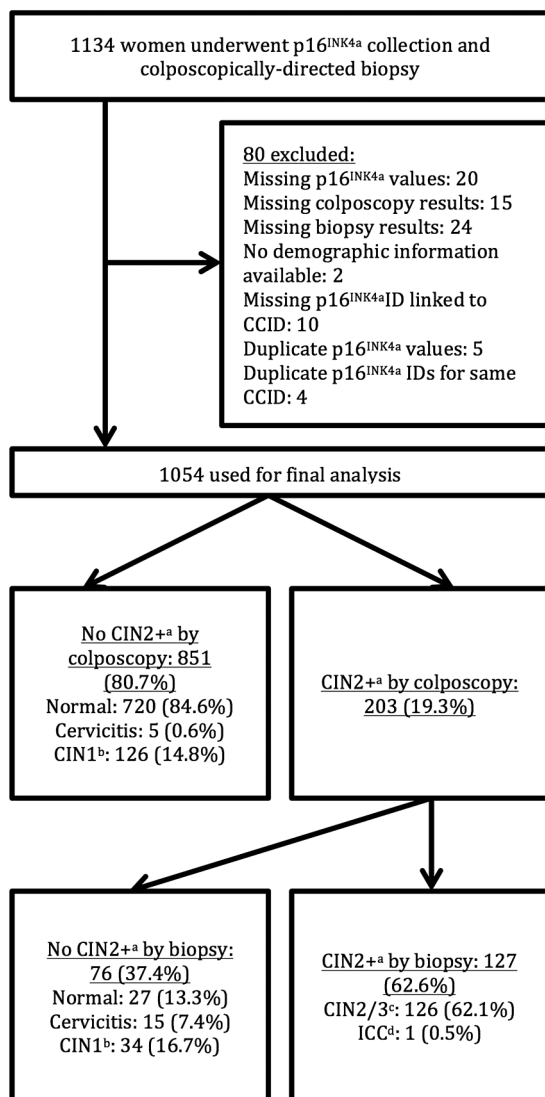 1134 women underwent p16ᴵᴺᴷ⁴ᵃ collection and
colposcopically-directed biopsy
80 excluded:
Missing p16ᴵᴺᴷ⁴ᵃ values: 20
Missing colposcopy results: 15
Missing biopsy results: 24
No demographic information
available: 2
Missing p16ᴵᴺᴷ⁴ᵃID linked to
CCID: 10
Duplicate p16ᴵᴺᴷ⁴ᵃ values: 5
Duplicate p16ᴵᴺᴷ⁴ᵃ IDs for same
CCID: 4
1054 used for final analysis
No CIN2+ᵃ by
colposcopy: 851
(80.7%)
Normal: 720 (84.6%)
Cervicitis: 5 (0.6%)
CIN1ᵇ: 126 (14.8%)
CIN2+ᵃ by colposcopy:
203 (19.3%)
No CIN2+ᵃ by biopsy:
76 (37.4%)
Normal: 27 (13.3%)
Cervicitis: 15 (7.4%)
CIN1ᵇ: 34 (16.7%)
CIN2+ᵃ by biopsy: 127
(62.6%)
CIN2/3ᶜ: 126 (62.1%)
ICCᵈ: 1 (0.5%)